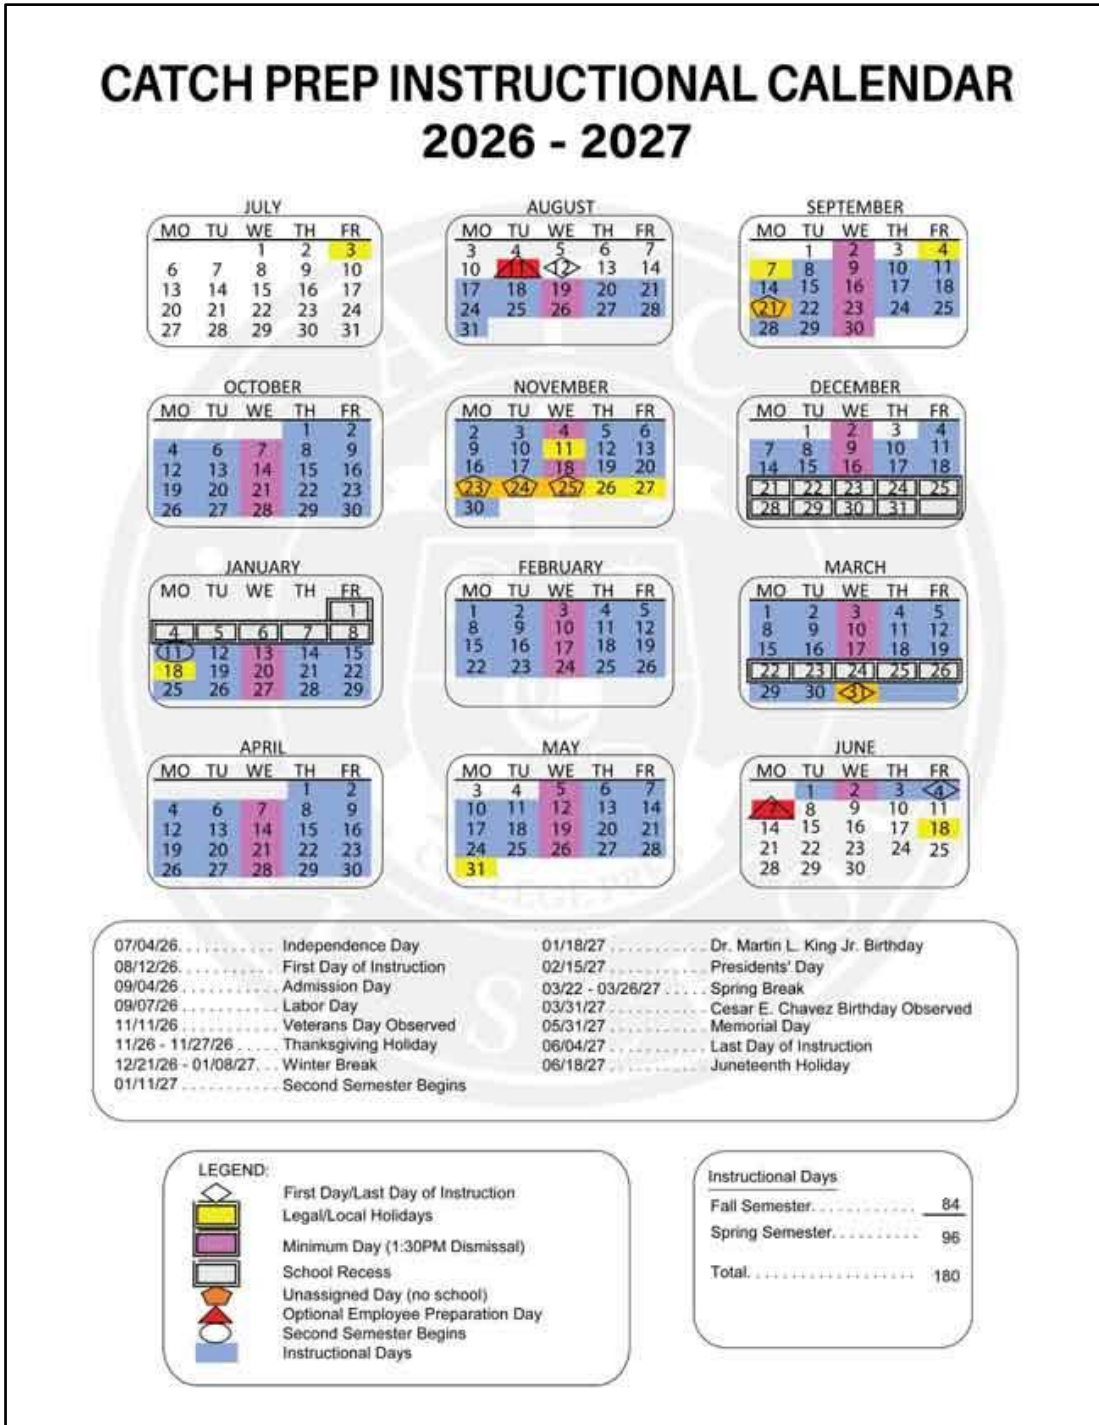 CATCH PREP INSTRUCTIONAL CALENDAR
2026 - 2027
JULY
MO TU WE TH FR
1 2 3
6 7 8 9 10
13 14 15 16 17
20 21 22 23 24
27 28 29 30 31
AUGUST
MO TU WE TH FR
3 4 5 6 7
10 11 12 13 14
17 18 19 20 21
24 25 26 27 28
31
SEPTEMBER
MO TU WE TH FR
1 2 3 4
7 8 9 10 11
14 15 16 17 18
21 22 23 24 25
28 29 30
OCTOBER
MO TU WE TH FR
1 2
4 6 7 8 9
12 13 14 15 16
19 20 21 22 23
26 27 28 29 30
NOVEMBER
MO TU WE TH FR
2 3 4 5 6
9 10 11 12 13
16 17 18 19 20
23 24 25 26 27
30
DECEMBER
MO TU WE TH FR
1 2 3 4
7 8 9 10 11
14 15 16 17 18
21 22 23 24 25
28 29 30 31
JANUARY
MO TU WE TH FR
1
4 5 6 7 8
11 12 13 14 15
18 19 20 21 22
25 26 27 28 29
FEBRUARY
MO TU WE TH FR
1 2 3 4 5
8 9 10 11 12
15 16 17 18 19
22 23 24 25 26
MARCH
MO TU WE TH FR
1 2 3 4 5
8 9 10 11 12
15 16 17 18 19
22 23 24 25 26
29 30 31
APRIL
MO TU WE TH FR
1 2
4 6 7 8 9
12 13 14 15 16
19 20 21 22 23
26 27 28 29 30
MAY
MO TU WE TH FR
3 4 5 6 7
10 11 12 13 14
17 18 19 20 21
24 25 26 27 28
31
JUNE
MO TU WE TH FR
1 2 3 4
7 8 9 10 11
14 15 16 17 18
21 22 23 24 25
28 29 30
07/04/26. . . . . . . . . . Independence Day
08/12/26. . . . . . . . . . First Day of Instruction
09/04/26 . . . . . . . . . . Admission Day
09/07/26 . . . . . . . . . . Labor Day
11/11/26 . . . . . . . . . . Veterans Day Observed
11/26 - 11/27/26 . . . . . Thanksgiving Holiday
12/21/26 - 01/08/27. . . Winter Break
01/11/27 . . . . . . . . . . Second Semester Begins
01/18/27 . . . . . . . . . . . Dr. Martin L. King Jr. Birthday
02/15/27 . . . . . . . . . . . Presidents' Day
03/22 - 03/26/27 . . . . . Spring Break
03/31/27 . . . . . . . . . . . Cesar E. Chavez Birthday Observed
05/31/27 . . . . . . . . . . . Memorial Day
06/04/27 . . . . . . . . . . . Last Day of Instruction
06/18/27 . . . . . . . . . . . Juneteenth Holiday
LEGEND:
First Day/Last Day of Instruction
Legal/Local Holidays
Minimum Day (1:30PM Dismissal)
School Recess
Unassigned Day (no school)
Optional Employee Preparation Day
Second Semester Begins
Instructional Days
Instructional Days
Fall Semester. . . . . . . . . . . . 84
Spring Semester. . . . . . . . . . 96
Total. . . . . . . . . . . . . . . . . . . 180